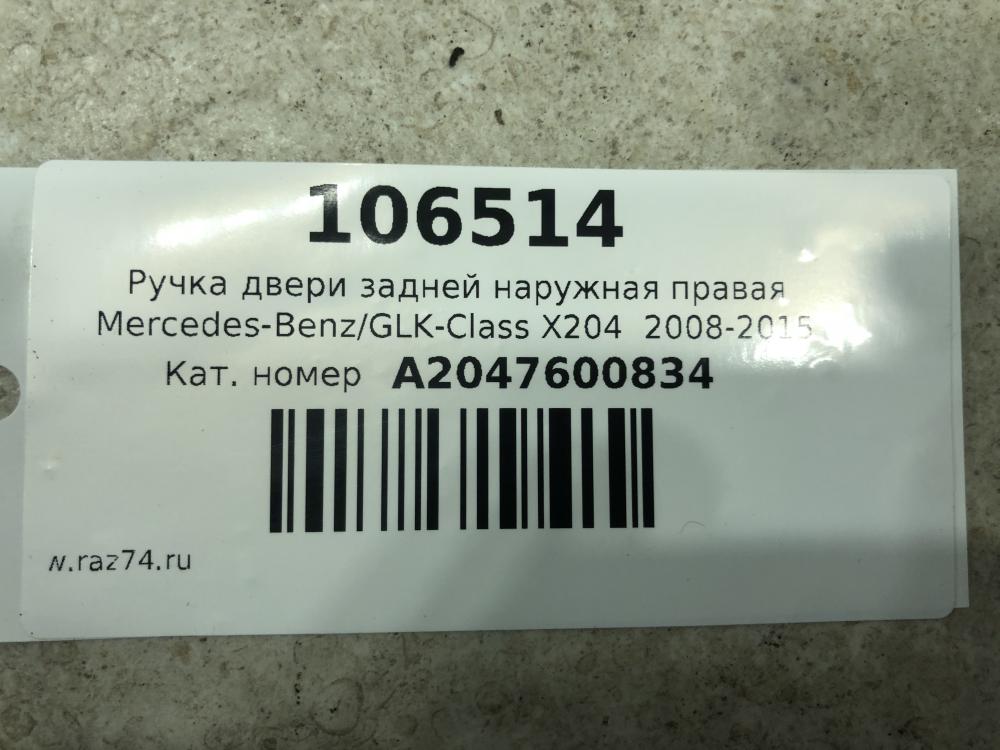 106514
Ручка двери задней наружная правая
Mercedes-Benz/GLK-Class X204 2008-2015
Кат. номер A2047600834
w.raz74.ru